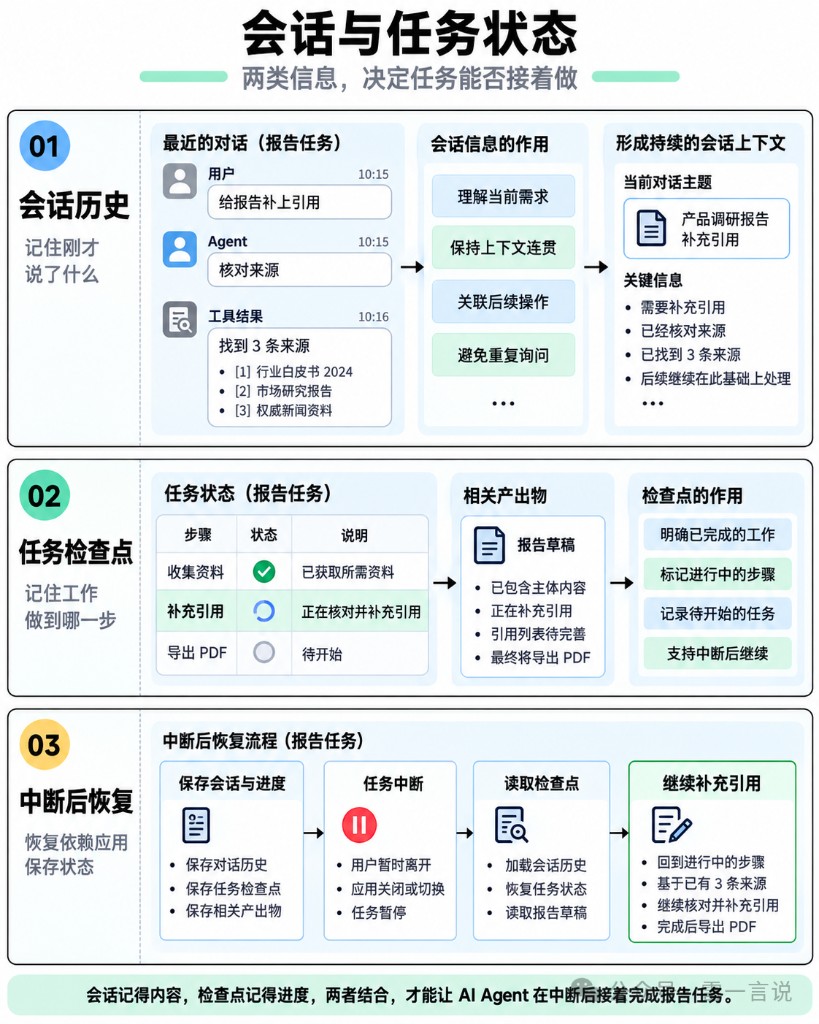 会话与任务状态
两类信息，决定任务能否接着做
01
会话历史
记住刚才
说了什么
最近的对话（报告任务）
用户 10:15
给报告补上引用
Agent 10:15
核对来源
工具结果 10:16
找到 3 条来源
• [1] 行业白皮书 2024
• [2] 市场研究报告
• [3] 权威新闻资料
会话信息的作用
理解当前需求
保持上下文连贯
关联后续操作
避免重复询问
•••
形成持续的会话上下文
当前对话主题
产品调研报告
补充引用
关键信息
• 需要补充引用
• 已经核对来源
• 已找到 3 条来源
• 后续继续在此基础上处理
•••
02
任务检查点
记住工作
做到哪一步
任务状态（报告任务）
步骤 状态 说明
收集资料 已获取所需资料
补充引用 正在核对并补充引用
导出 PDF 待开始
相关产出物
报告草稿
• 已包含主体内容
• 正在补充引用
• 引用列表待完善
• 最终将导出 PDF
检查点的作用
明确已完成的工作
标记进行中的步骤
记录待开始的任务
支持中断后继续
03
中断后恢复
恢复依赖应用
保存状态
中断后恢复流程（报告任务）
保存会话与进度
• 保存对话历史
• 保存任务检查点
• 保存相关产出物
任务中断
• 用户暂时离开
• 应用关闭或切换
• 任务暂停
读取检查点
• 加载会话历史
• 恢复任务状态
• 读取报告草稿
继续补充引用
• 回到进行中的步骤
• 基于已有 3 条来源
• 继续核对并补充引用
• 完成后导出 PDF
会话记得内容，检查点记得进度，两者结合，才能让 AI Agent 在中断后接着完成报告任务。
一言说